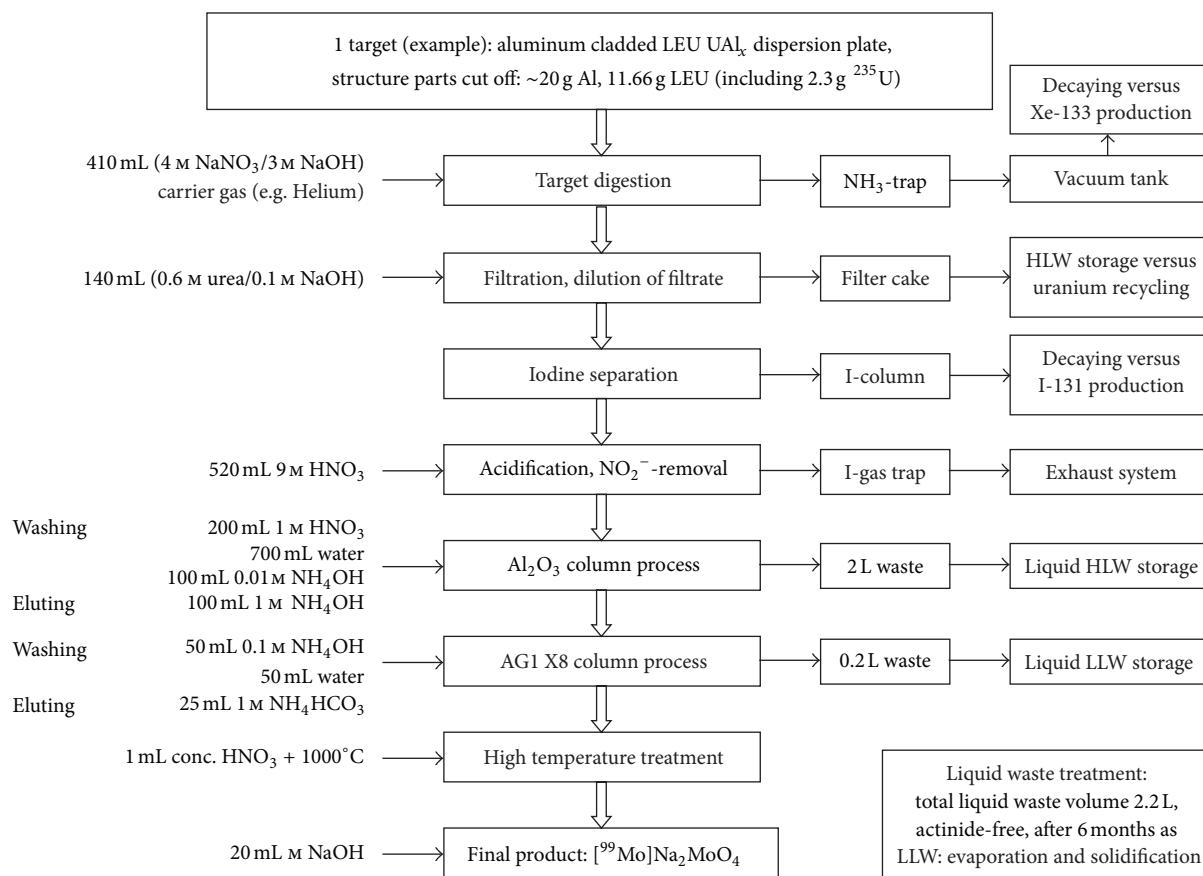 1 target (example): aluminum cladded LEU UAlₓ dispersion plate,
structure parts cut off: ~20 g Al, 11.66 g LEU (including 2.3 g ²³⁵U)
Decaying versus
Xe-133 production
410 mL (4 M NaNO₃/3 M NaOH)
carrier gas (e.g. Helium)
Target digestion
NH₃-trap
Vacuum tank
140 mL (0.6 M urea/0.1 M NaOH)
Filtration, dilution of filtrate
Filter cake
HLW storage versus
uranium recycling
Iodine separation
I-column
Decaying versus
I-131 production
520 mL 9 M HNO₃
Acidification, NO₂⁻-removal
I-gas trap
Exhaust system
Washing
200 mL 1 M HNO₃
700 mL water
100 mL 0.01 M NH₄OH
Eluting
100 mL 1 M NH₄OH
Al₂O₃ column process
2 L waste
Liquid HLW storage
Washing
50 mL 0.1 M NH₄OH
50 mL water
Eluting
25 mL 1 M NH₄HCO₃
AG1 X8 column process
0.2 L waste
Liquid LLW storage
1 mL conc. HNO₃ + 1000°C
High temperature treatment
20 mL M NaOH
Final product: [⁹⁹Mo]Na₂MoO₄
Liquid waste treatment:
total liquid waste volume 2.2 L,
actinide-free, after 6 months as
LLW: evaporation and solidification